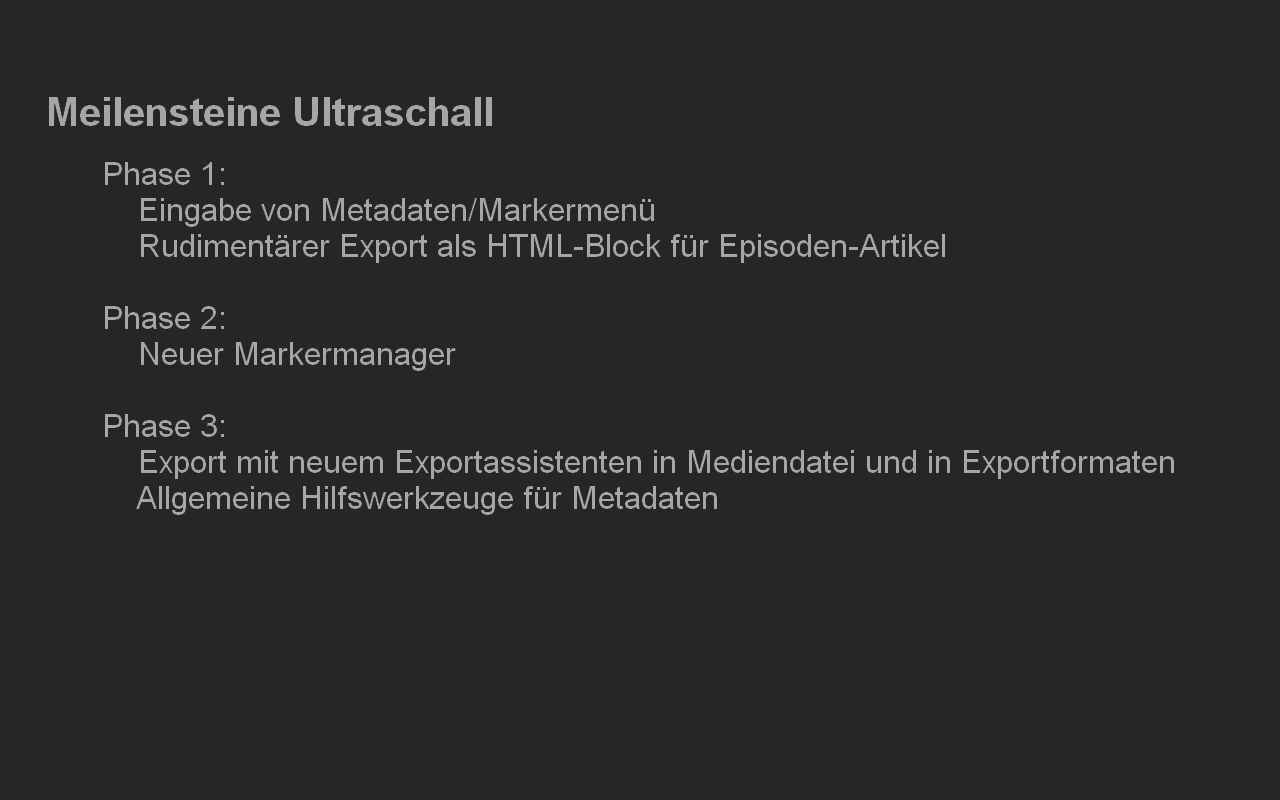 Meilensteine Ultraschall
Phase 1:
Eingabe von Metadaten/Markermenü
Rudimentärer Export als HTML-Block für Episoden-Artikel
Phase 2:
Neuer Markermanager
Phase 3:
Export mit neuem Exportassistenten in Mediendatei und in Exportformaten
Allgemeine Hilfswerkzeuge für Metadaten